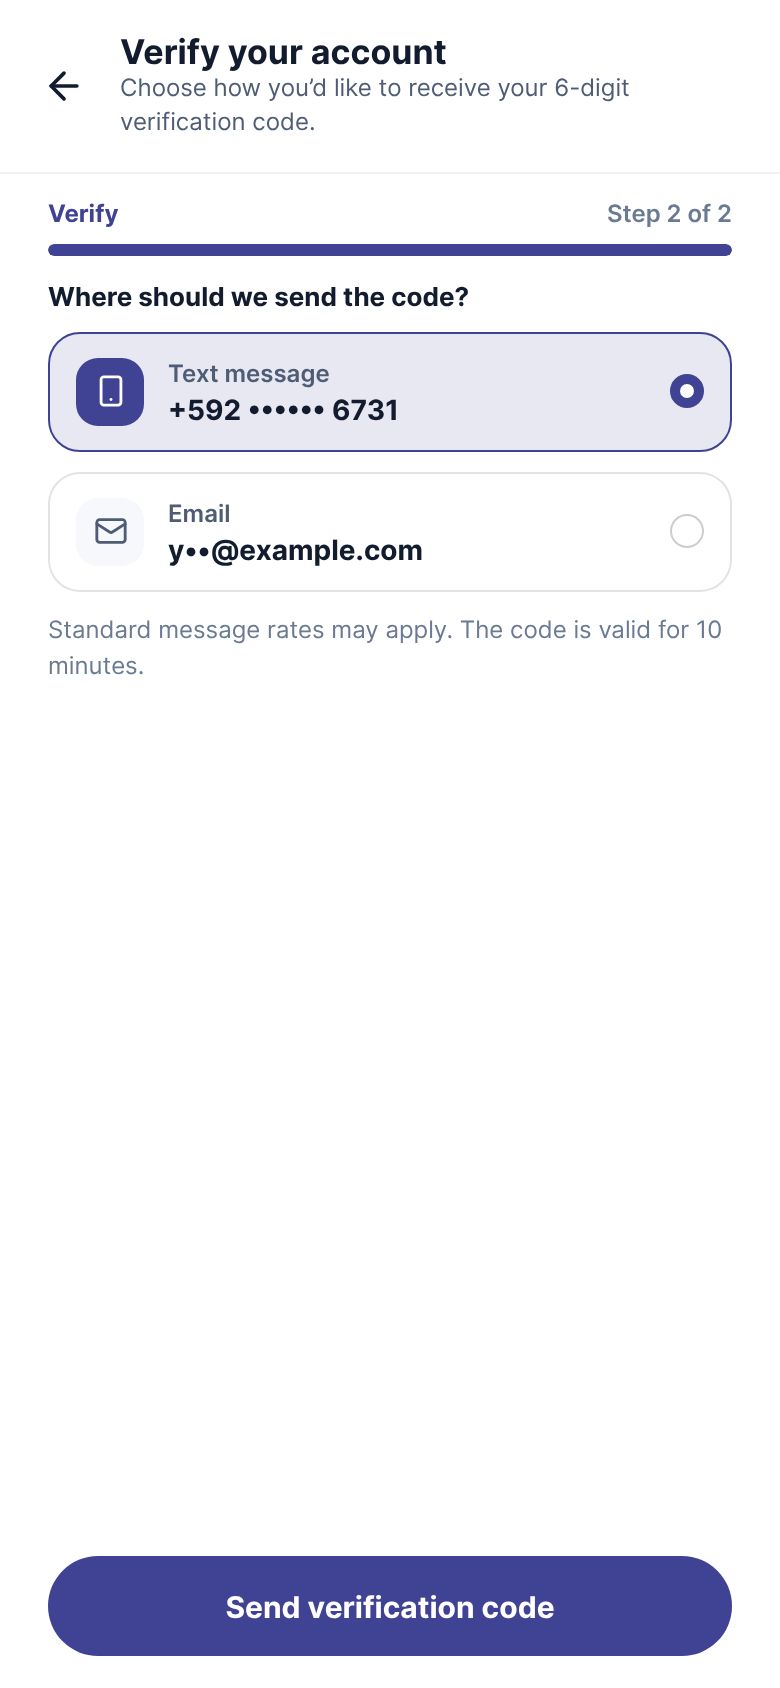 Verify your account
Choose how you’d like to receive your 6-digit
verification code.
Verify
Step 2 of 2
Where should we send the code?
Text message
+592 •••••• 6731
Email
y••@example.com
Standard message rates may apply. The code is valid for 10
minutes.
Send verification code